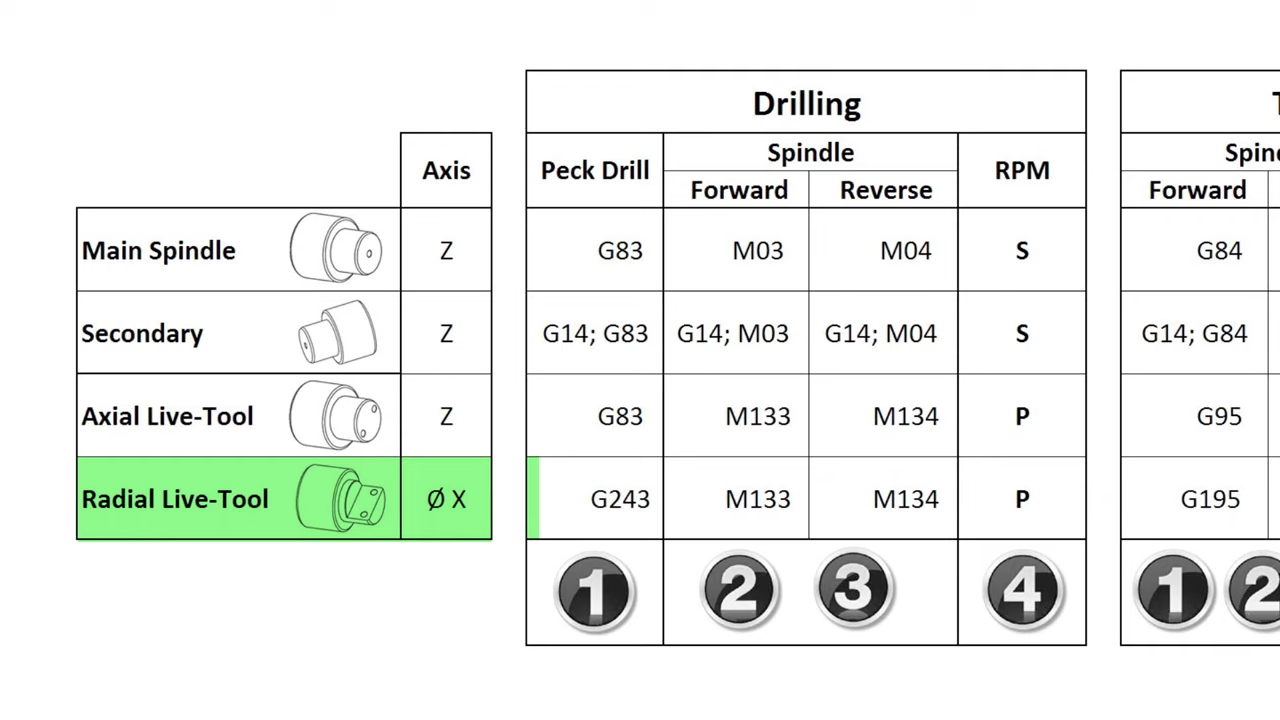 Drilling
Axis Peck Drill Spindle RPM
Forward Reverse Forward
Main Spindle Z G83 M03 M04 S G84
Secondary Z G14; G83 G14; M03 G14; M04 S G14; G84
Axial Live-Tool Z G83 M133 M134 P G95
Radial Live-Tool Ø X G243 M133 M134 P G195
1 2 3 4 1 2